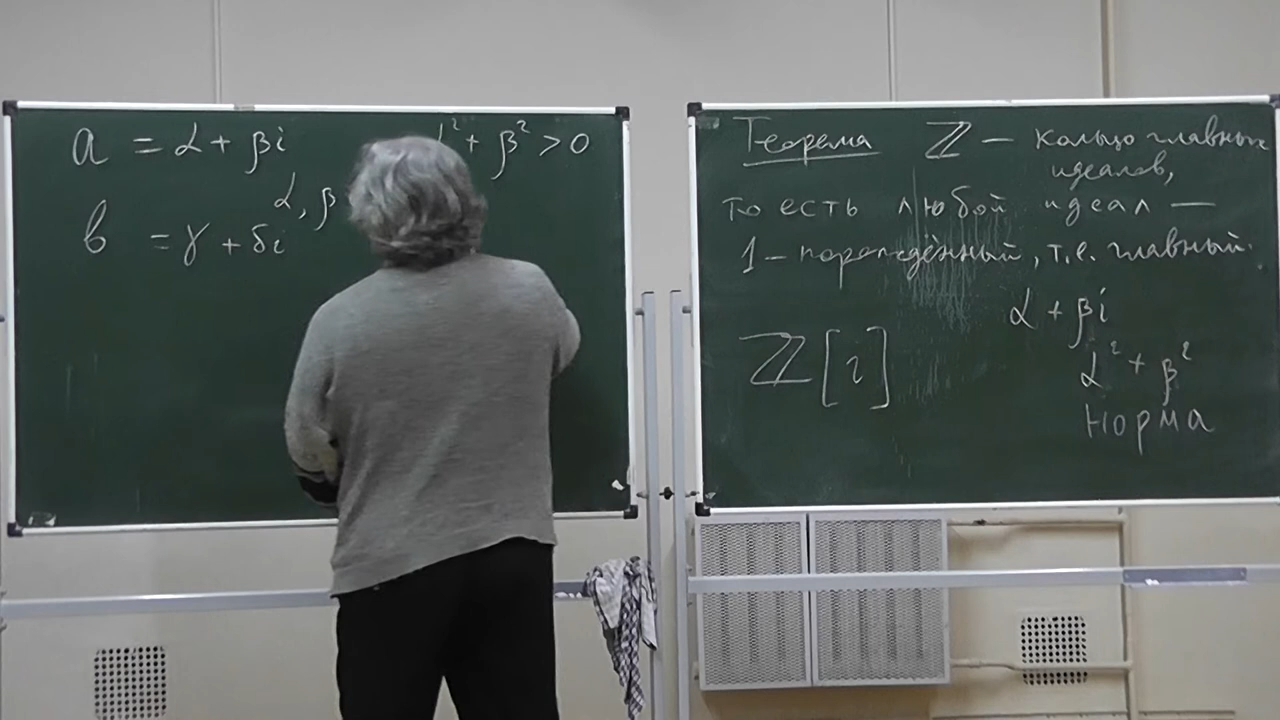 a = α + βi
α² + β² > 0
α, β
b = γ + δi
Теорема ℤ — кольцо главных
идеалов,
то есть любой идеал —
1 – порождённый, т.е. главный.
α + βi
ℤ[i]
α² + β²
Норма